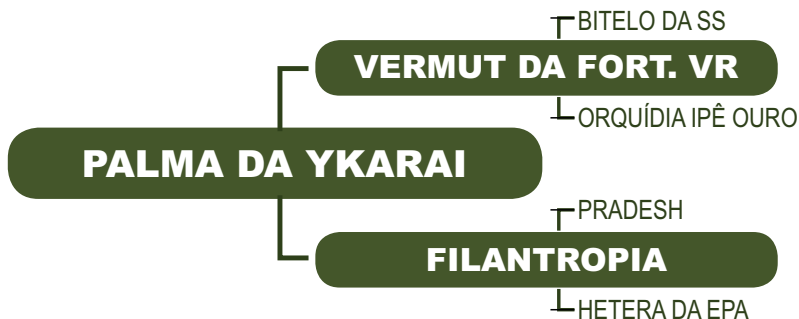 BITELO DA SS
VERMUT DA FORT. VR
ORQUÍDIA IPÊ OURO
PALMA DA YKARAI
PRADESH
FILANTROPIA
HETERA DA EPA